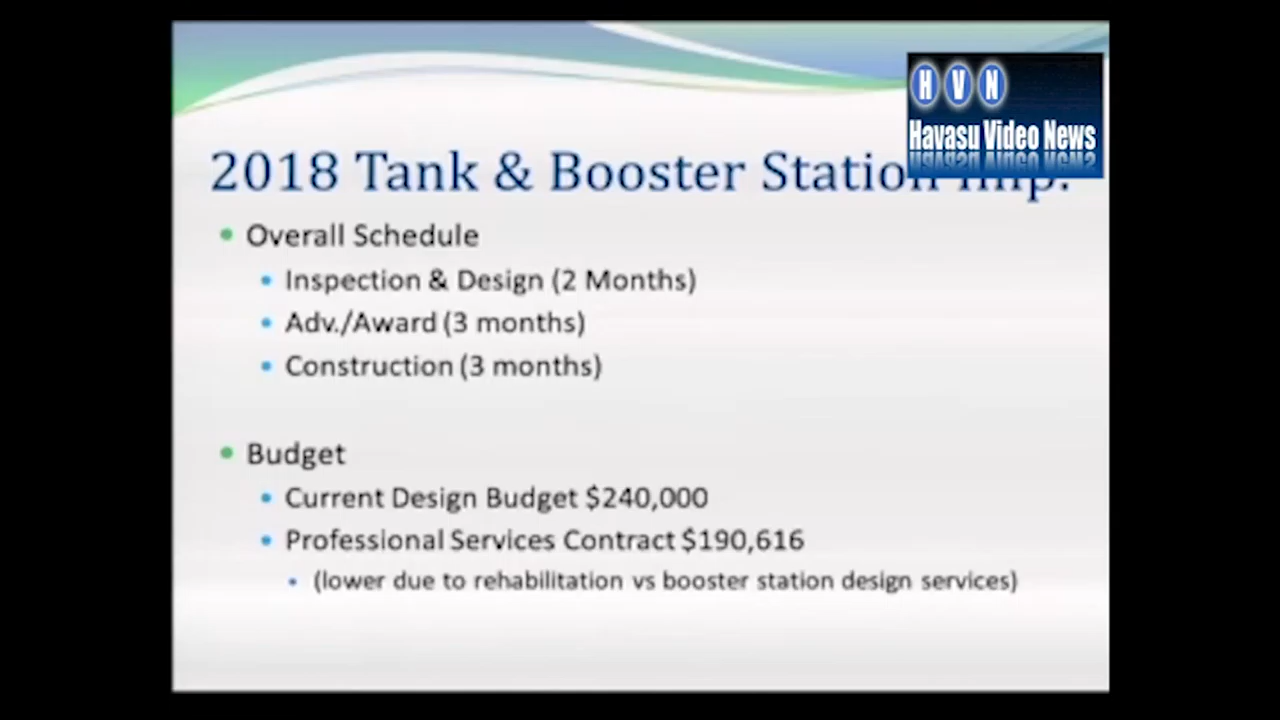 H V N
Havasu Video News
2018 Tank & Booster Station Imp.
Overall Schedule
Inspection & Design (2 Months)
Adv./Award (3 months)
Construction (3 months)
Budget
Current Design Budget $240,000
Professional Services Contract $190,616
(lower due to rehabilitation vs booster station design services)